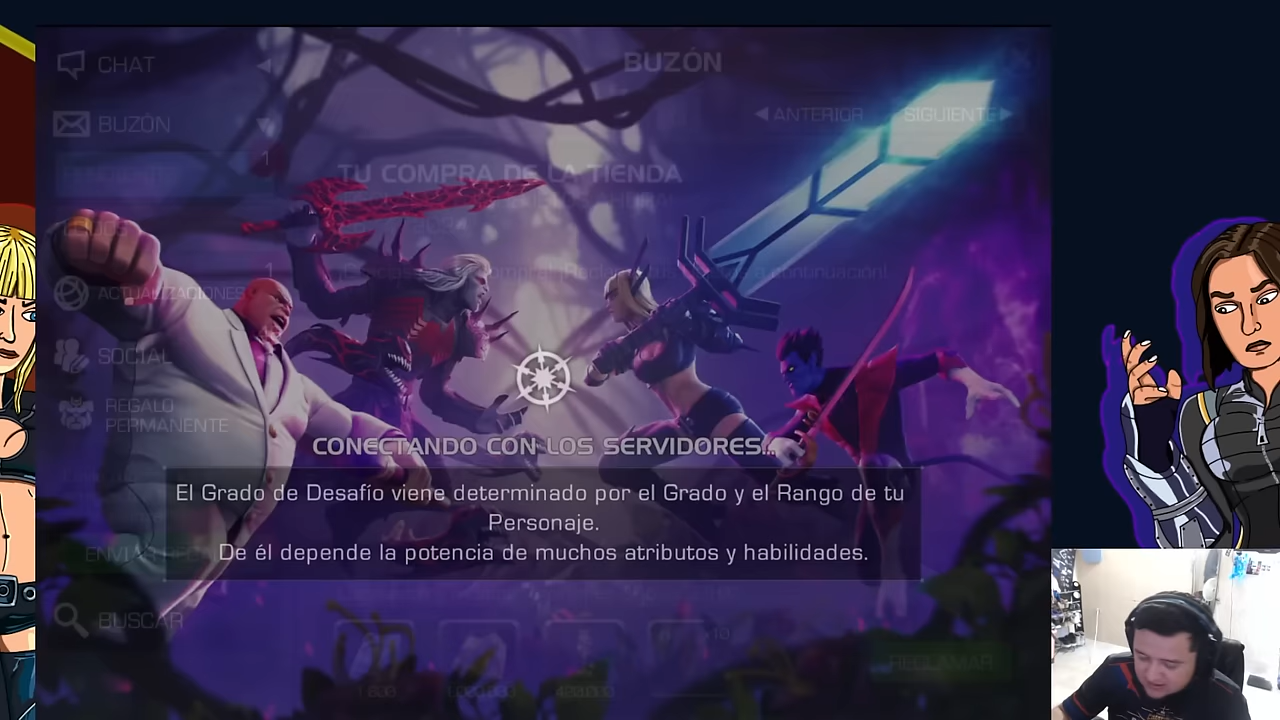 CHAT
BUZÓN
BUZÓN
ANTERIOR
SIGUIENTE
1
TU COMPRA DE LA TIENDA
1
ACTUALIZACIONES
SOCIAL
REGALO
PERMANENTE
CONECTANDO CON LOS SERVIDORES...
El Grado de Desafío viene determinado por el Grado y el Rango de tu
Personaje.
De él depende la potencia de muchos atributos y habilidades.
BUSCAR
RECLAMAR